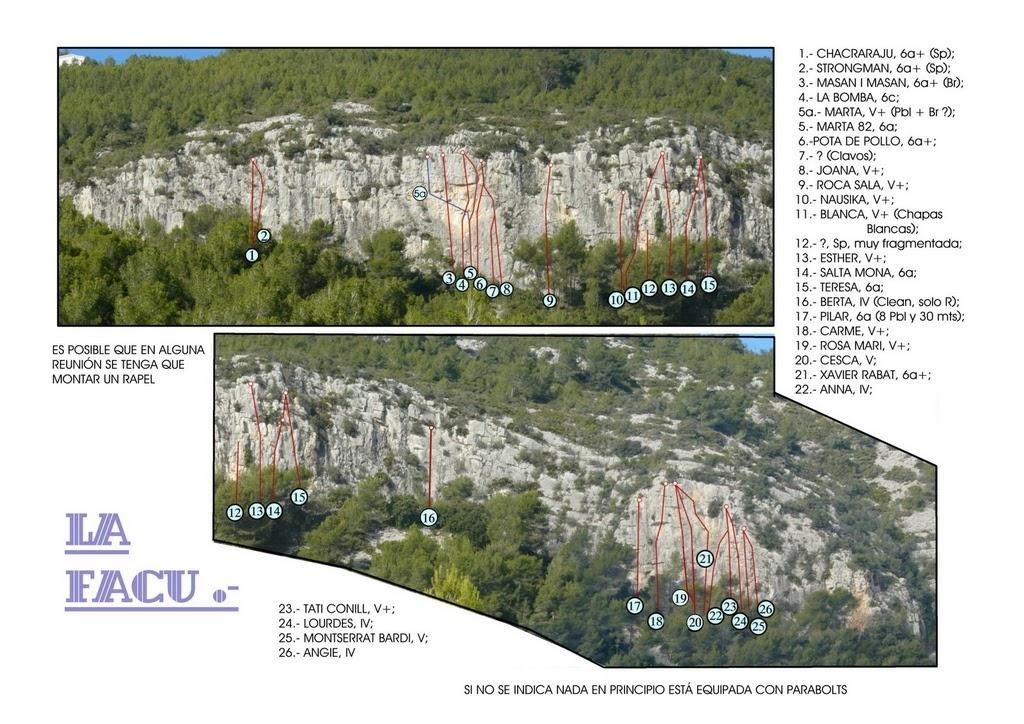 1.- CHACRARAJU, 6a+ (Sp);
2.- STRONGMAN, 6a+ (Sp);
3.- MASAN I MASAN, 6a+ (Br);
4.- LA BOMBA, 6c;
5a.- MARTA, V+ (Pbl + Br ?);
5.- MARTA 82, 6a;
6.-POTA DE POLLO, 6a+;
7.- ? (Clavos);
8.- JOANA, V+;
9.- ROCA SALA, V+;
10.- NAUSIKA, V+;
11.- BLANCA, V+ (Chapas
Blancas);
12.- ?, Sp, muy fragmentada;
13.- ESTHER, V+;
14.- SALTA MONA, 6a;
15.- TERESA, 6a;
16.- BERTA, IV (Clean, solo R);
17.- PILAR, 6a (8 Pbl y 30 mts);
18.- CARME, V+;
19.- ROSA MARI, V+;
20.- CESCA, V;
21.- XAVIER RABAT, 6a+;
22.- ANNA, IV;
5a
2
1
3 4 5 6 7 8
9
10 11 12 13 14 15
ES POSIBLE QUE EN ALGUNA
REUNIÓN SE TENGA QUE
MONTAR UN RAPEL
12 13 14 15
16
21
17 18 19 20 22 23 24 25 26
LA
FACU .-
23.- TATI CONILL, V+;
24.- LOURDES, IV;
25.- MONTSERRAT BARDI, V;
26.- ANGIE, IV
SI NO SE INDICA NADA EN PRINCIPIO ESTÁ EQUIPADA CON PARABOLTS